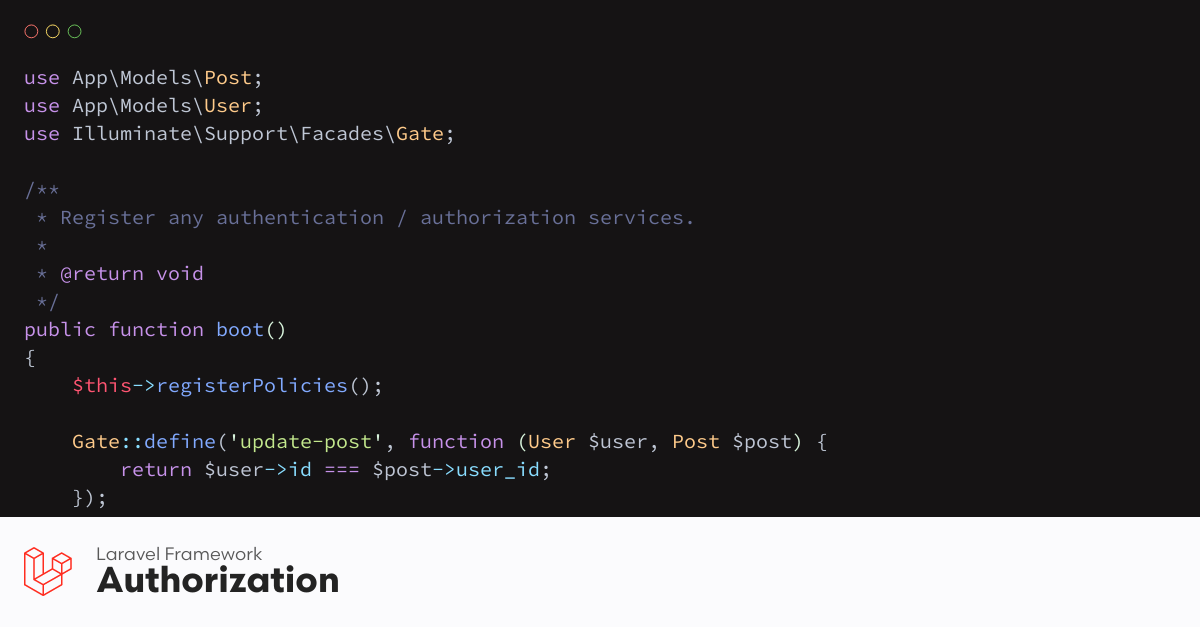 use App\Models\Post;
use App\Models\User;
use Illuminate\Support\Facades\Gate;

/**
 * Register any authentication / authorization services.
 *
 * @return void
 */
public function boot()
{
    $this->registerPolicies();

    Gate::define('update-post', function (User $user, Post $post) {
        return $user->id === $post->user_id;
    });
Laravel Framework
Authorization